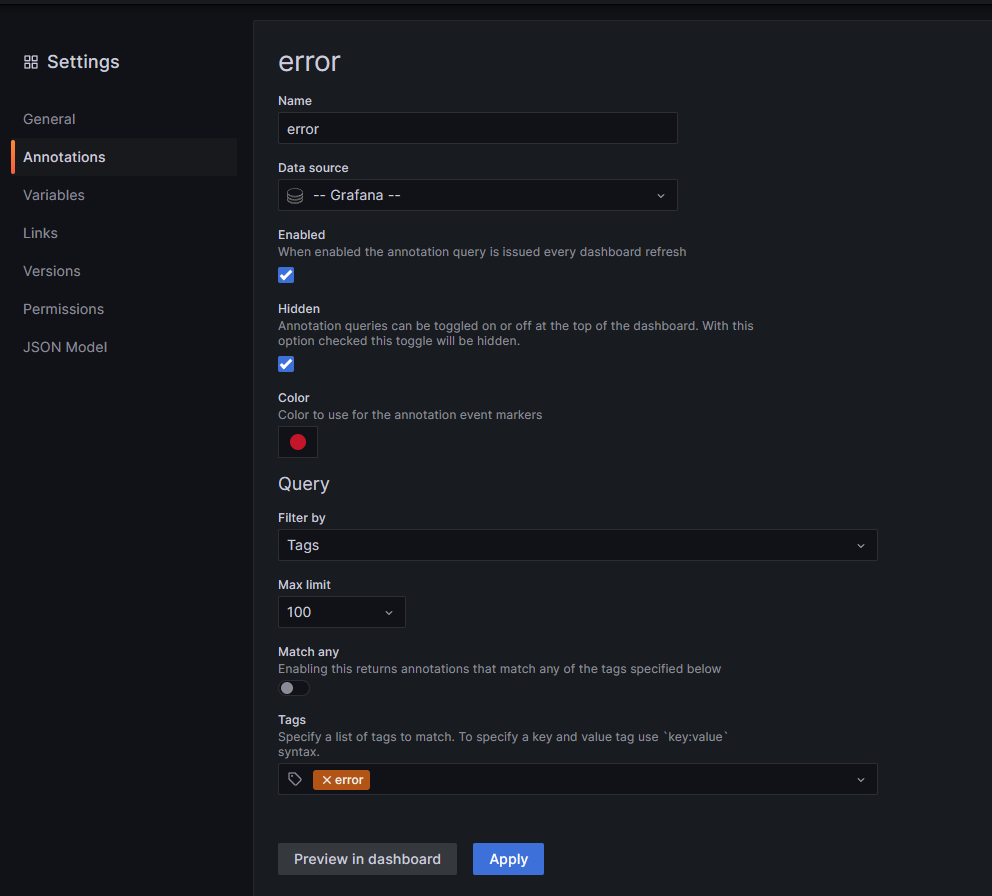 Settings
General
Annotations
Variables
Links
Versions
Permissions
JSON Model
error
Name
error
Data source
-- Grafana --
Enabled
When enabled the annotation query is issued every dashboard refresh
Hidden
Annotation queries can be toggled on or off at the top of the dashboard. With this
option checked this toggle will be hidden.
Color
Color to use for the annotation event markers
Query
Filter by
Tags
Max limit
100
Match any
Enabling this returns annotations that match any of the tags specified below
Tags
Specify a list of tags to match. To specify a key and value tag use `key:value`
syntax.
error
Preview in dashboard
Apply